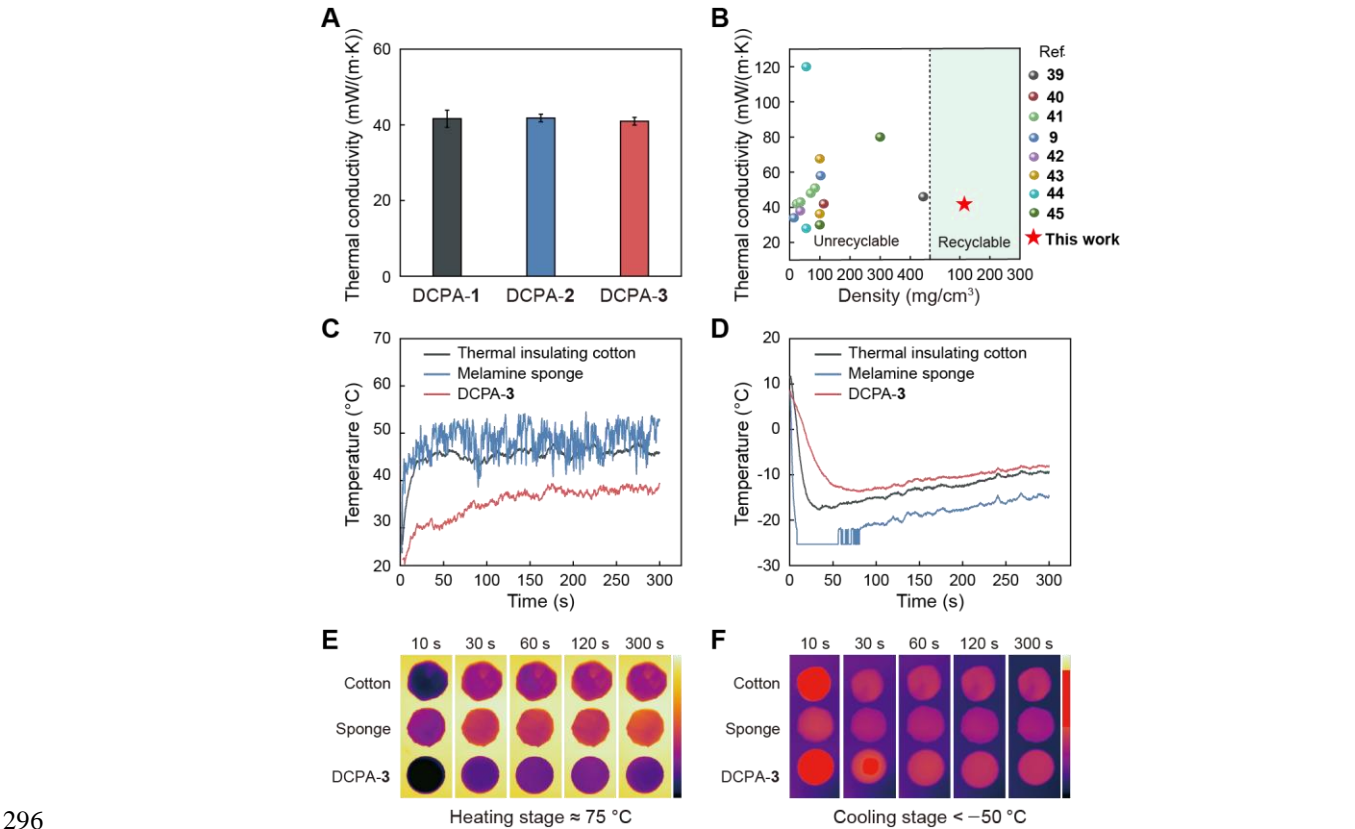 A
Thermal conductivity (mW/(m·K))
60
40
20
0
DCPA-1 DCPA-2 DCPA-3
B
Thermal conductivity (mW/(m·K))
120
100
80
60
40
20
Unrecyclable Recyclable
0 100 200 300 400 100 200 300
Density (mg/cm³)
Ref.
39
40
41
9
42
43
44
45
This work
C
Temperature (°C)
70
60
50
40
30
20
Thermal insulating cotton
Melamine sponge
DCPA-3
0 50 100 150 200 250 300
Time (s)
D
Temperature (°C)
20
10
0
-10
-20
-30
Thermal insulating cotton
Melamine sponge
DCPA-3
0 50 100 150 200 250 300
Time (s)
E
10 s 30 s 60 s 120 s 300 s
Cotton
Sponge
DCPA-3
Heating stage ≈ 75 °C
F
10 s 30 s 60 s 120 s 300 s
Cotton
Sponge
DCPA-3
Cooling stage < −50 °C
296